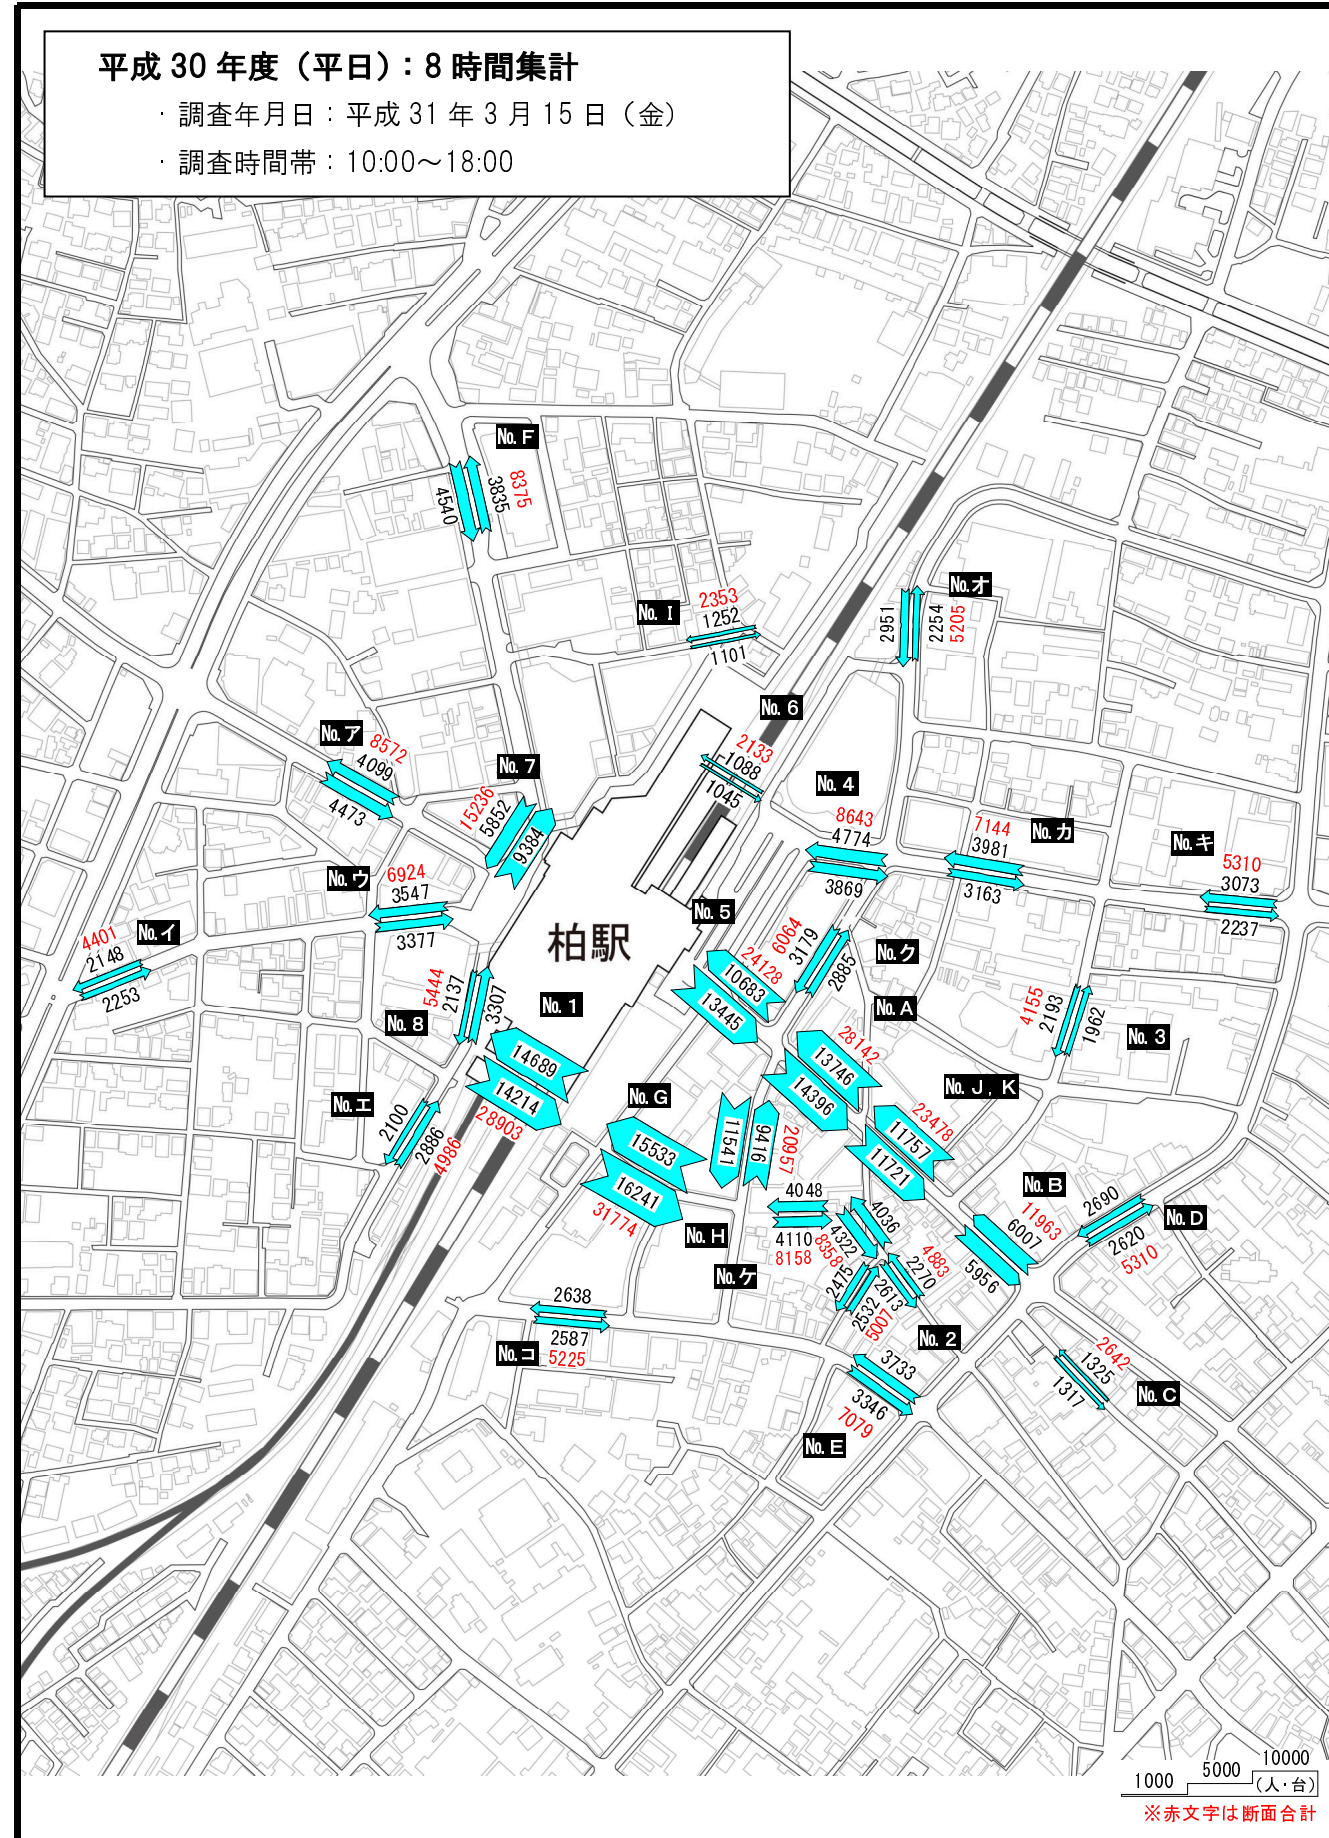 平成 30 年度（平日）：8 時間集計
・調査年月日：平成 31 年 3 月 15 日（金）
・調査時間帯：10:00～18:00
No. F
8375
3835
4540
No. オ
2951
2254
5205
No. I
2353
1252
1101
No. 6
2133
1088
1045
No. ア
8572
4099
4473
No. 7
15236
5852
9384
No. 4
8643
4774
3869
No. カ
7144
3981
3163
No. キ
5310
3073
2237
No. ウ
6924
3547
3377
No. イ
4401
2148
2253
柏駅
No. 5
24128
10683
13445
6064
3179
2885
No. ク
No. A
28142
13746
14396
4155
2193
1962
No. 3
No. 8
5444
2137
3307
No. 1
14689
14214
28903
No. エ
2100
2886
4986
No. G
15533
16241
31774
No. H
11541
9416
20957
No. J, K
23478
11757
11721
No. B
11963
6007
5956
2690
2620
5310
No. D
4048
4110
8158
No. ケ
4036
4322
8358
4883
2270
2613
2475
2532
5007
No. 2
2638
2587
5225
No. コ
3733
3346
7079
No. E
2642
1325
1317
No. C
1000
5000
10000
(人・台)
※赤文字は断面合計